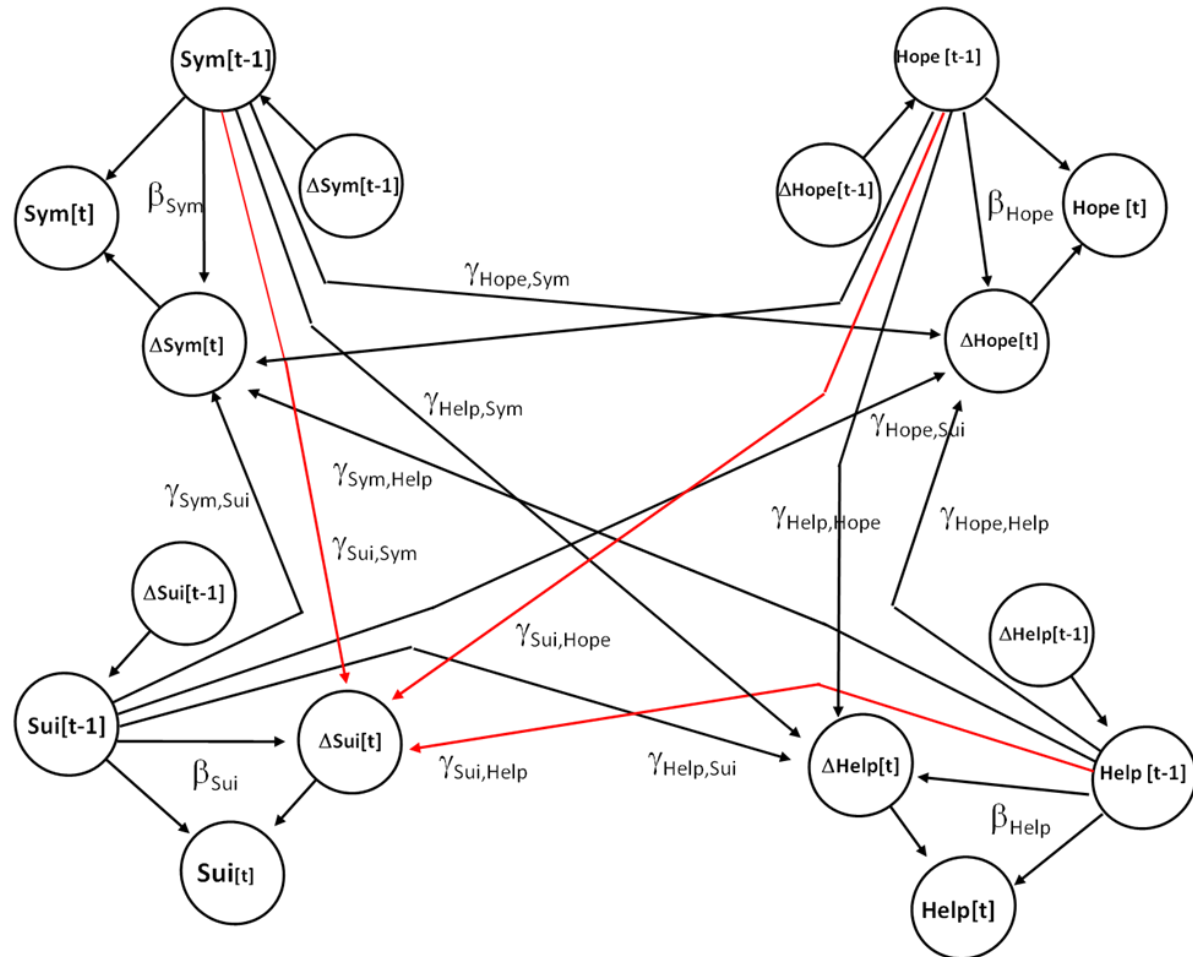 Sym[t-1]
Hope [t-1]
ΔSym[t-1]
ΔHope[t-1]
Sym[t]
βSym
βHope
Hope [t]
γHope,Sym
ΔSym[t]
ΔHope[t]
γHelp,Sym
γHope,Sui
γSym,Help
γSym,Sui
γHelp,Hope
γHope,Help
γSui,Sym
ΔSui[t-1]
γSui,Hope
ΔHelp[t-1]
Sui[t-1]
ΔSui[t]
γSui,Help
γHelp,Sui
ΔHelp[t]
Help [t-1]
βSui
βHelp
Sui[t]
Help[t]